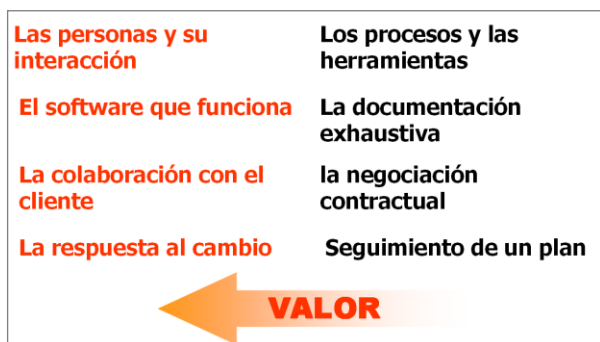 Las personas y su
interacción
Los procesos y las
herramientas
El software que funciona
La documentación
exhaustiva
La colaboración con el
cliente
la negociación
contractual
La respuesta al cambio
Seguimiento de un plan
VALOR